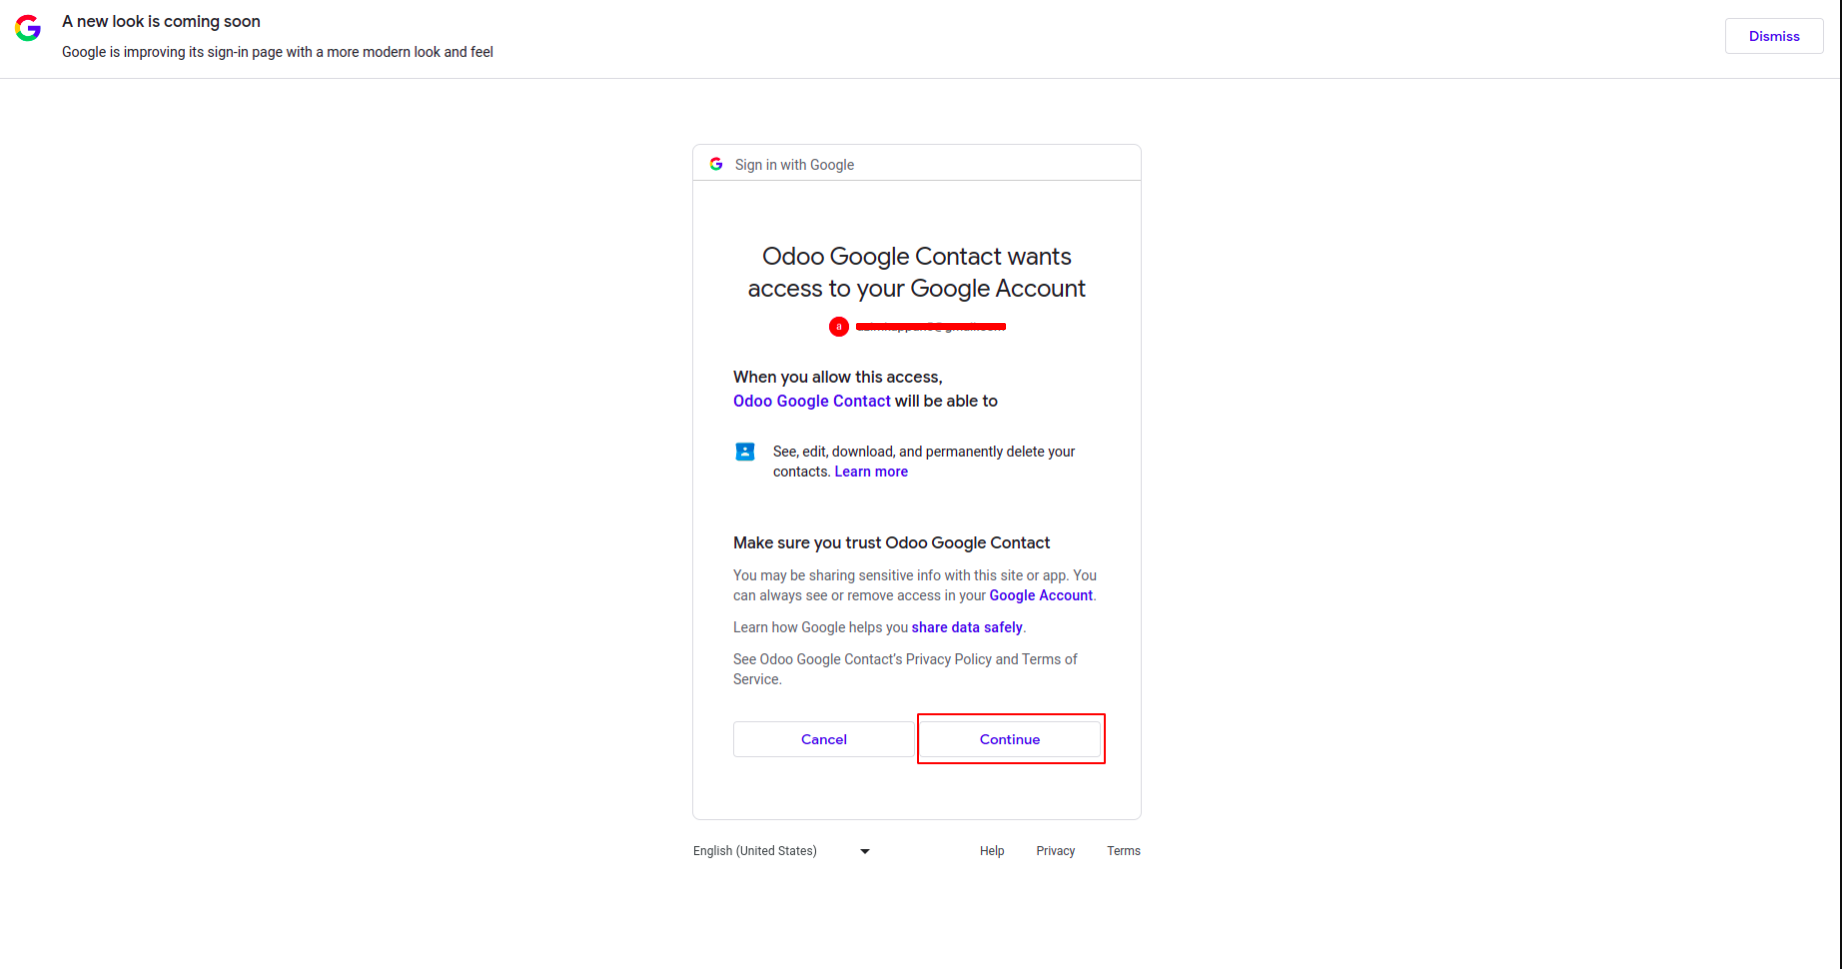 A new look is coming soon
Google is improving its sign-in page with a more modern look and feel
Dismiss
Sign in with Google
Odoo Google Contact wants
access to your Google Account
a
When you allow this access,
Odoo Google Contact will be able to
See, edit, download, and permanently delete your
contacts. Learn more
Make sure you trust Odoo Google Contact
You may be sharing sensitive info with this site or app. You
can always see or remove access in your Google Account.
Learn how Google helps you share data safely.
See Odoo Google Contact's Privacy Policy and Terms of
Service.
Cancel
Continue
English (United States)
Help
Privacy
Terms